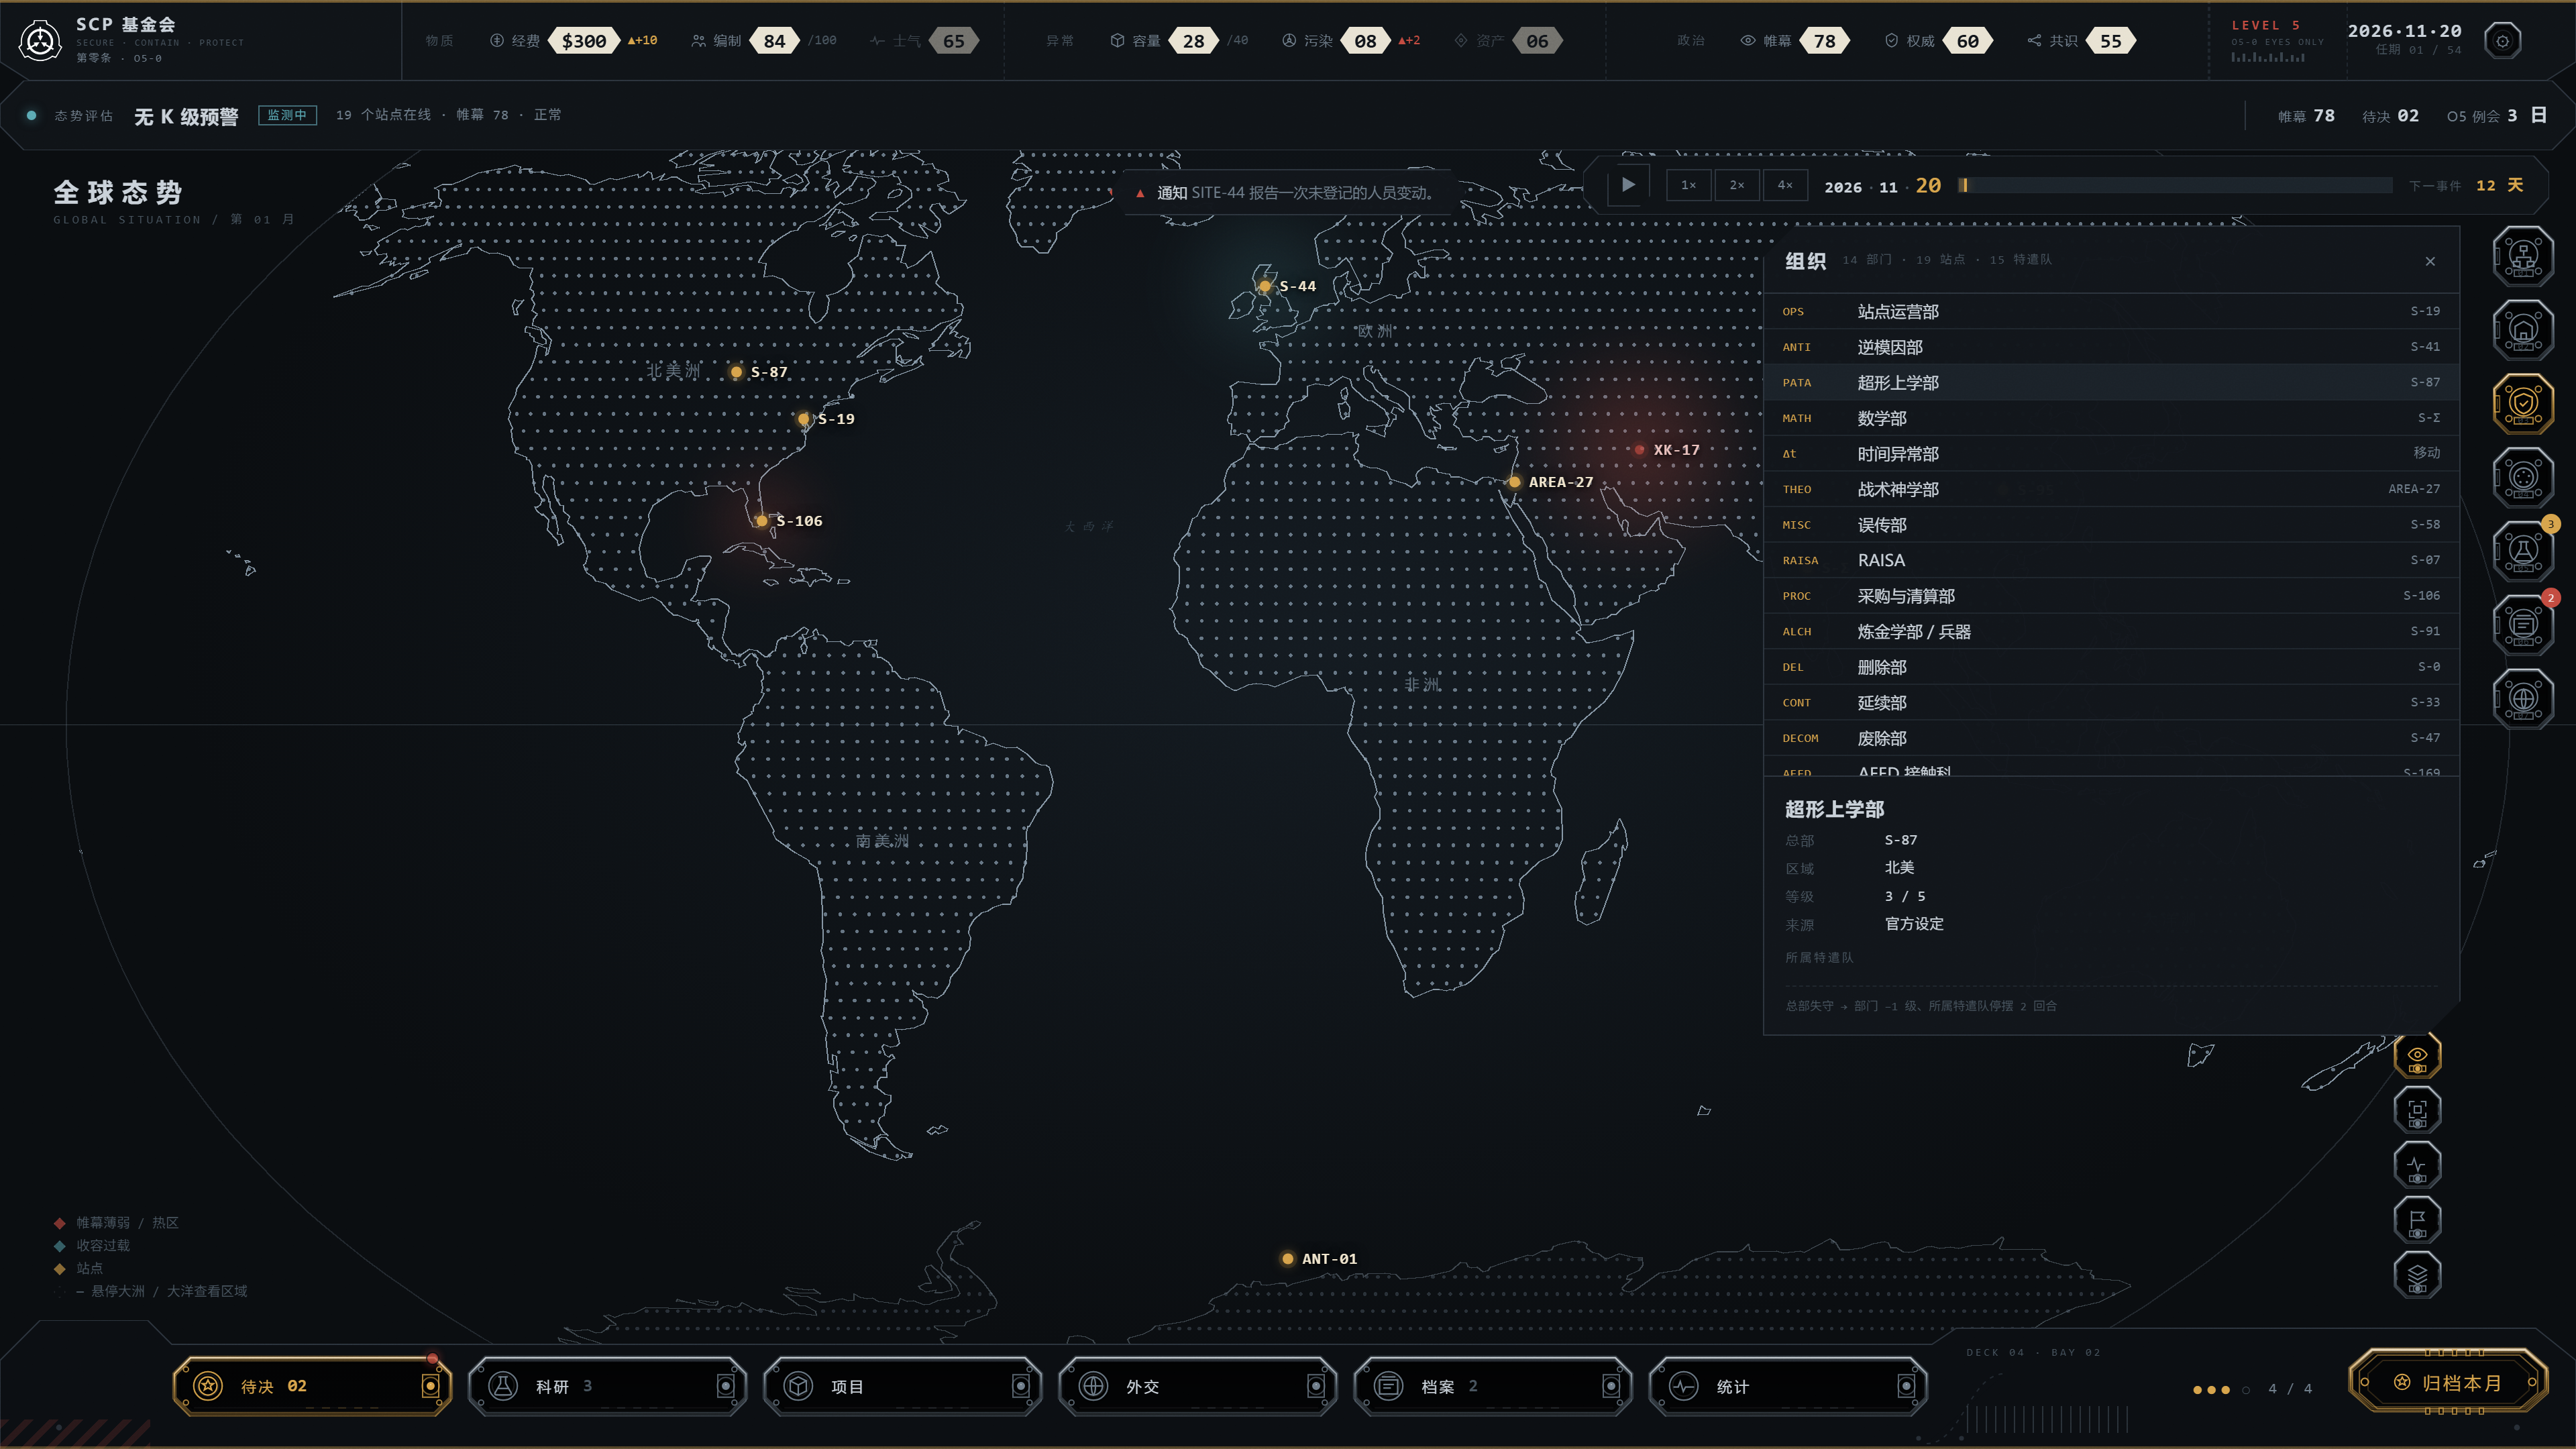 SCP 基金会
SECURE · CONTAIN · PROTECT
第零条 · O5-0
物质
经费 $300 ▲+10
编制 84 /100
士气 65
异常
容量 28 /40
污染 08 ▲+2
资产 06
政治
帷幕 78
权威 60
共识 55
LEVEL 5
O5-0 EYES ONLY
2026·11·20
任期 01 / 54
态势评估 无 K 级预警 监测中 19 个站点在线 · 帷幕 78 · 正常
帷幕 78 待决 02 O5 例会 3 日
全球态势
GLOBAL SITUATION / 第 01 月
▲ 通知 SITE-44 报告一次未登记的人员变动。
1× 2× 4× 2026 · 11 · 20 下一事件 12 天
S-44
欧洲
北美洲
S-87
S-19
XK-17
AREA-27
S-106
大西洋
非洲
南美洲
ANT-01
组织 14 部门 · 19 站点 · 15 特遣队 ×
OPS 站点运营部 S-19
ANTI 逆模因部 S-41
PATA 超形上学部 S-87
MATH 数学部 S-Σ
Δt 时间异常部 移动
THEO 战术神学部 AREA-27
MISC 误传部 S-58
RAISA RAISA S-07
PROC 采购与清算部 S-106
ALCH 炼金学部 / 兵器 S-91
DEL 删除部 S-0
CONT 延续部 S-33
DECOM 废除部 S-47
AFFD AFFD 接触科 S-169
超形上学部
总部 S-87
区域 北美
等级 3 / 5
来源 官方设定
所属特遣队
总部失守 → 部门 −1 级、所属特遣队停摆 2 回合
3
2
帷幕薄弱 / 热区
收容过载
站点
— 悬停大洲 / 大洋查看区域
待决 02
科研 3
项目
外交
档案 2
统计
DECK 04 · BAY 02
4 / 4
归档本月